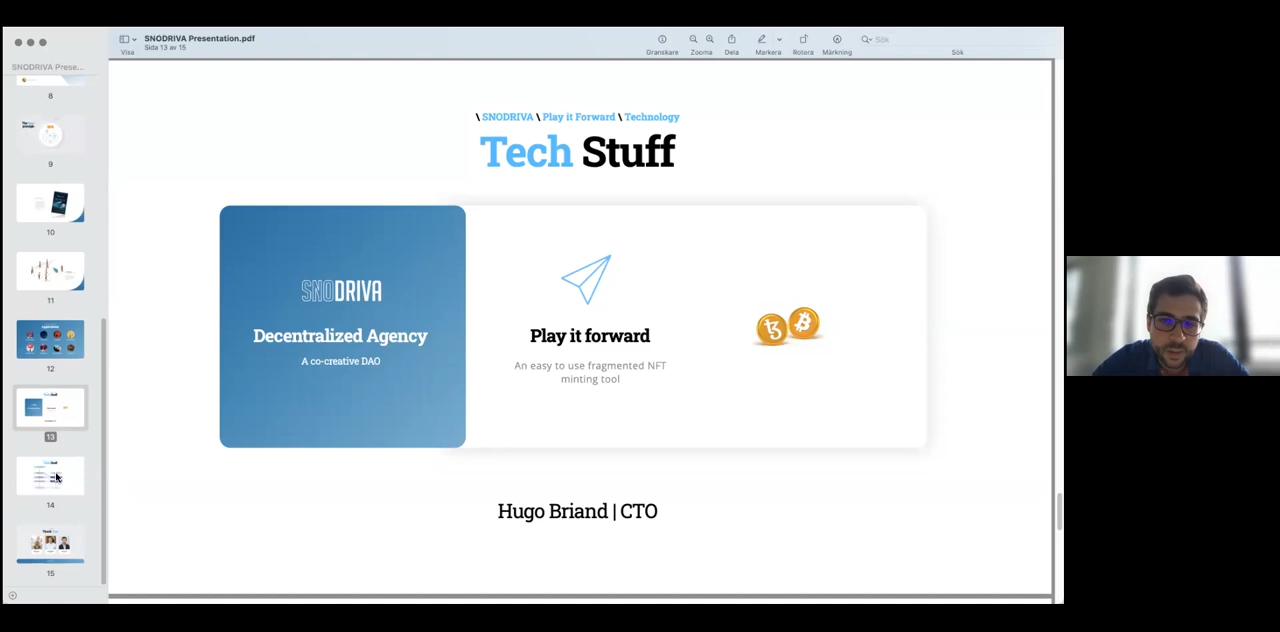 SNODRIVA Presentation.pdf
Sida 13 av 15
Visa
Granskare
Zooma
Dela
Markera
Rotera
Märkning
Sök
Sök
SNODRIVA Prese...
8
9
10
11
12
13
14
15
\ SNODRIVA \ Play it Forward \ Technology
Tech Stuff
SNODRIVA
Decentralized Agency
A co-creative DAO
Play it forward
An easy to use fragmented NFT
minting tool
Hugo Briand | CTO